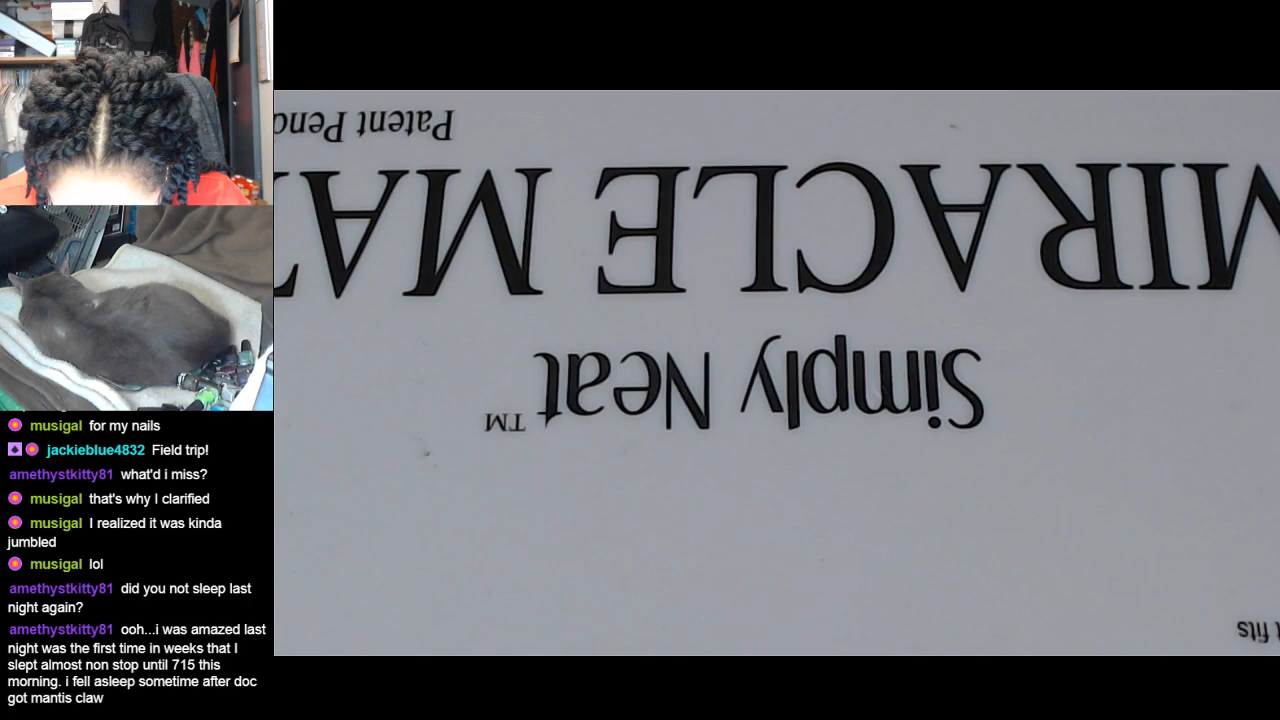 musigal for my nails
jackieblue4832 Field trip!
amethystkitty81 what'd i miss?
musigal that's why I clarified
musigal I realized it was kinda
jumbled
musigal lol
amethystkitty81 did you not sleep last
night again?
amethystkitty81 ooh...i was amazed last
night was the first time in weeks that I
slept almost non stop until 715 this
morning. i fell asleep sometime after doc
got mantis claw
fits
Simply Neat™
MIRACLE MA
Patent